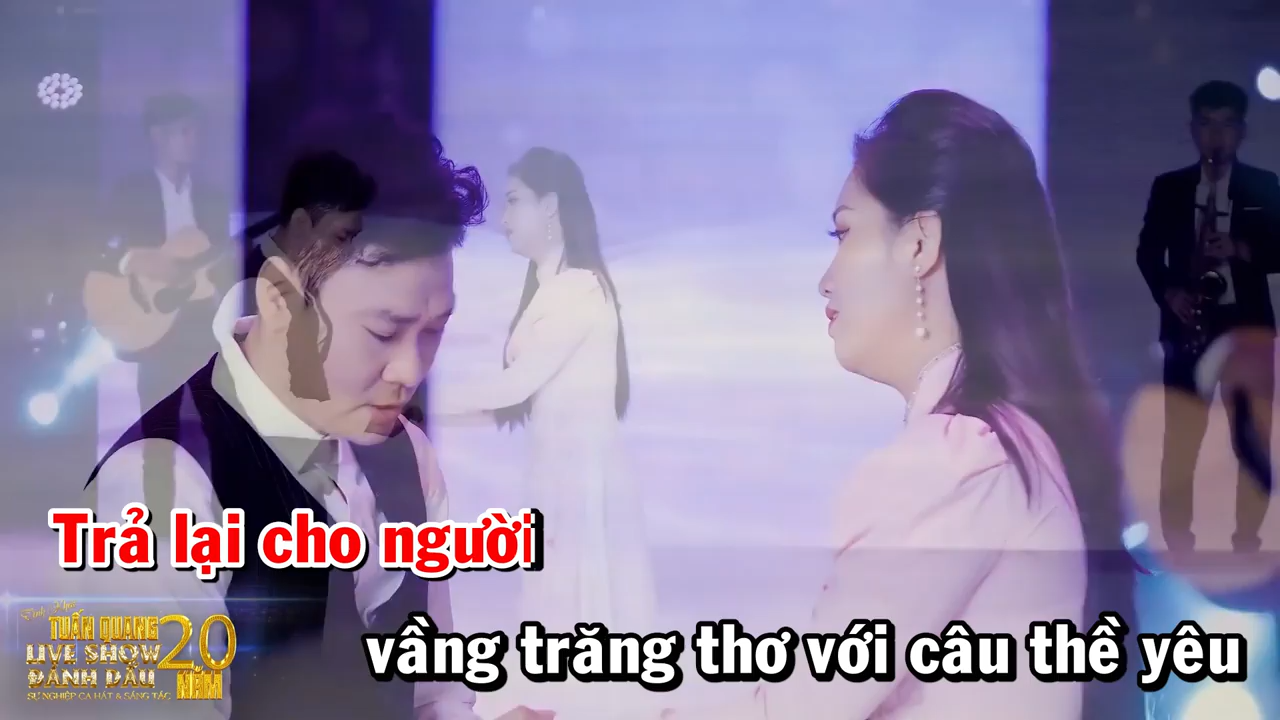 Trả lại cho người
vầng trăng thơ với câu thề yêu
TUẤN QUANG
LIVE SHOW
ĐÁNH DẤU
20
NĂM
SỰ NGHIỆP CA HÁT & SÁNG TÁC